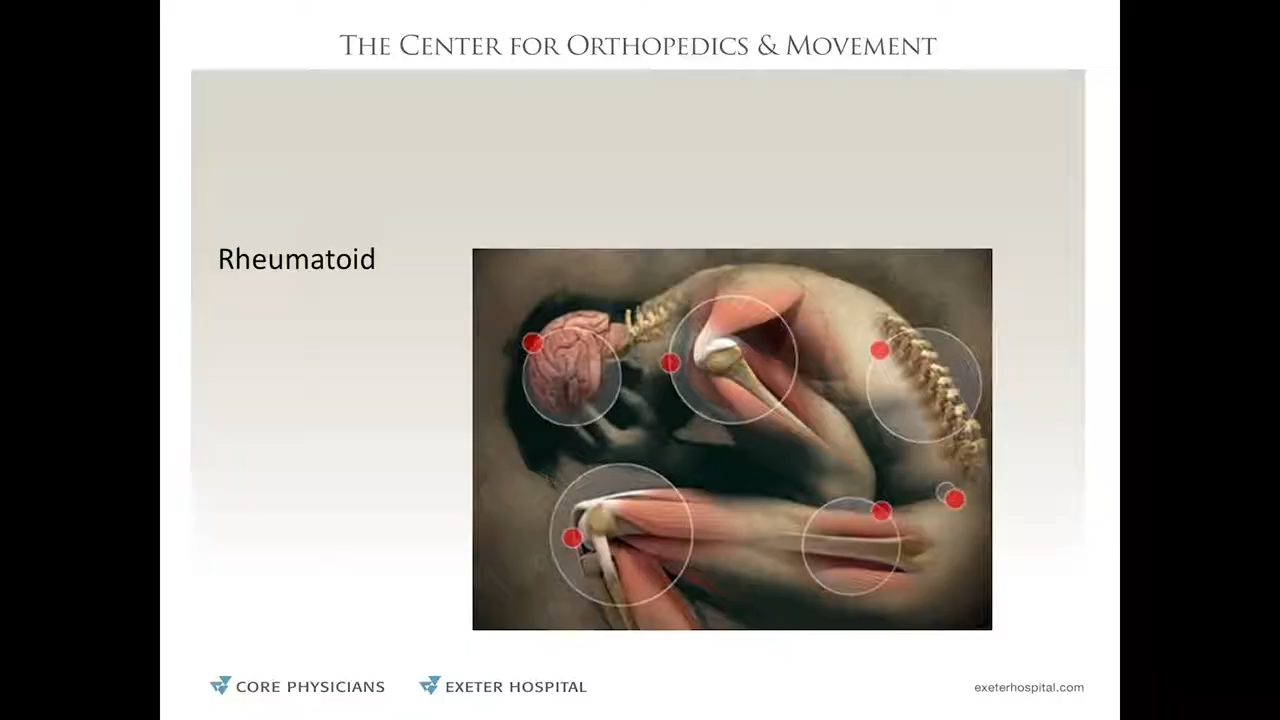 THE CENTER FOR ORTHOPEDICS & MOVEMENT
Rheumatoid
CORE PHYSICIANS
EXETER HOSPITAL
exeterhospital.com